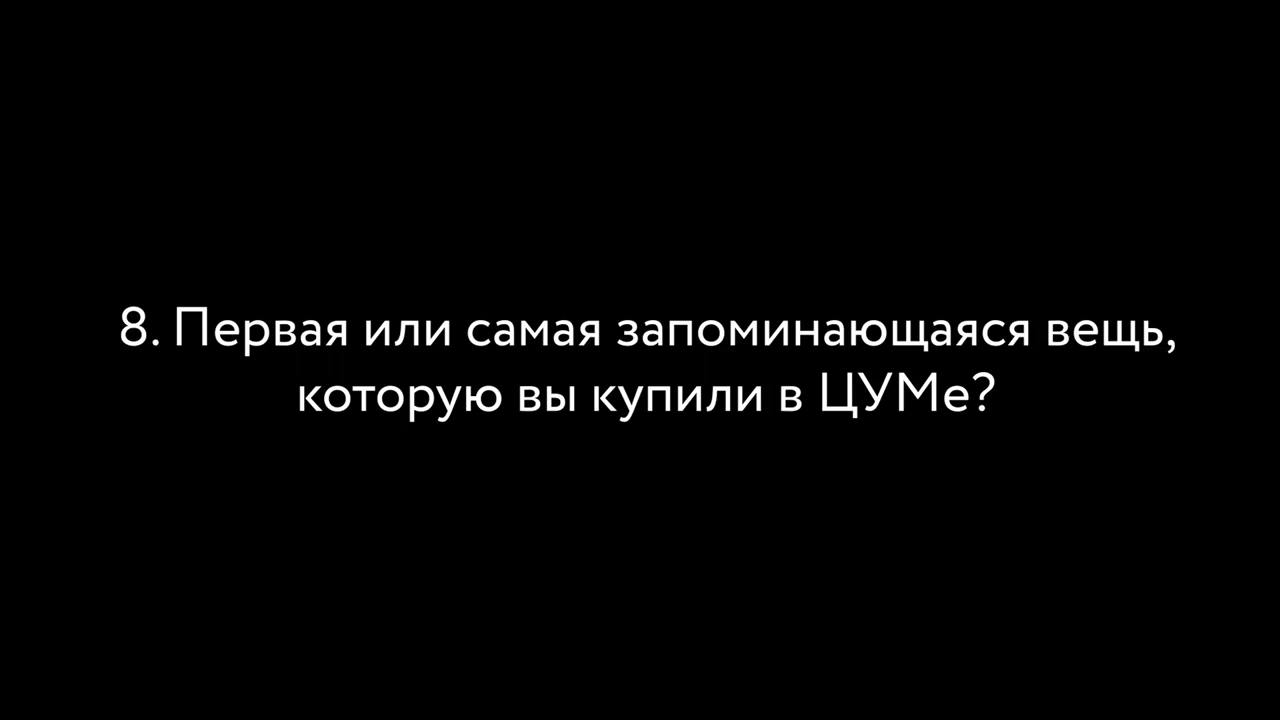 8. Первая или самая запоминающаяся вещь,
которую вы купили в ЦУМе?